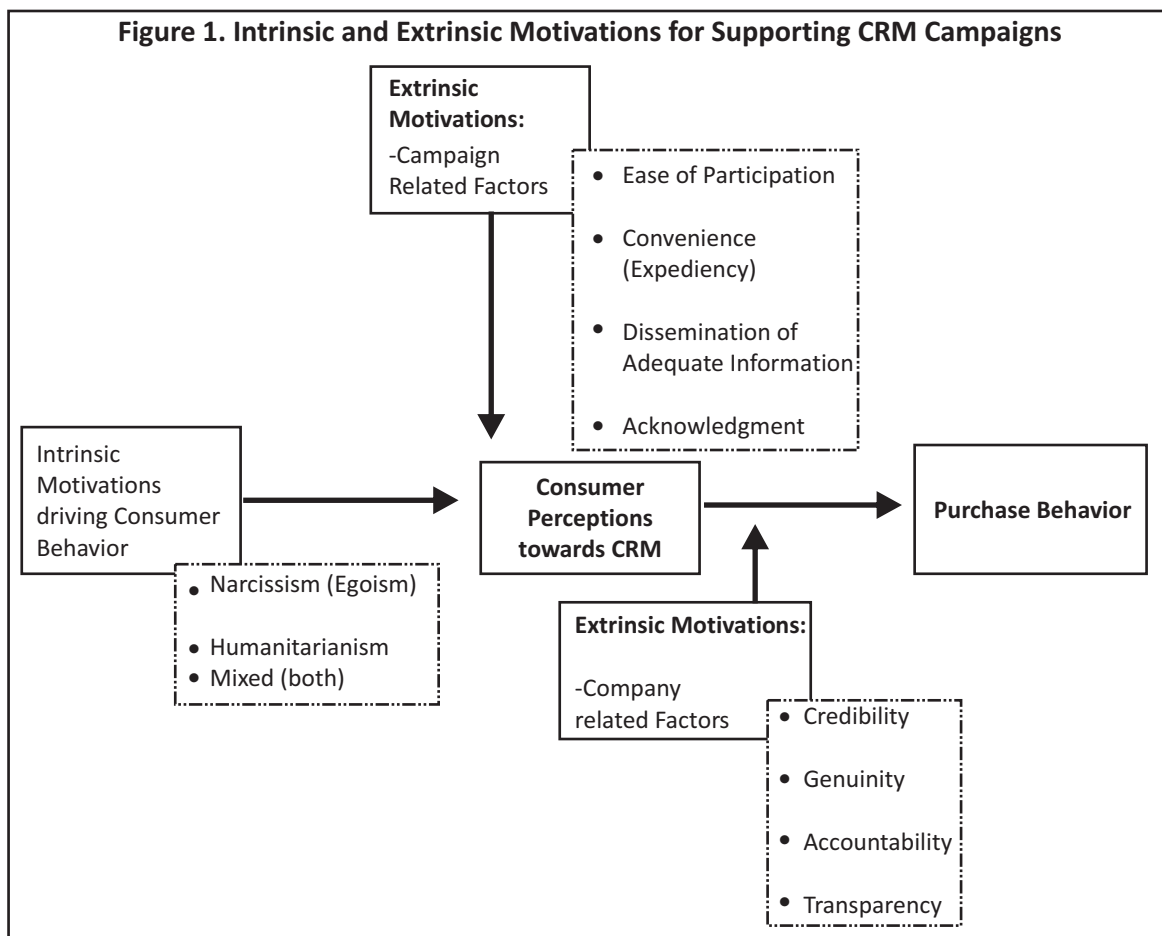 Figure 1. Intrinsic and Extrinsic Motivations for Supporting CRM Campaigns
Extrinsic
Motivations:
-Campaign
Related Factors
• Ease of Participation
• Convenience
(Expediency)
• Dissemination of
Adequate Information
• Acknowledgment
Intrinsic
Motivations
driving Consumer
Behavior
• Narcissism (Egoism)
• Humanitarianism
• Mixed (both)
Consumer
Perceptions
towards CRM
Purchase Behavior
Extrinsic Motivations:
-Company
related Factors
• Credibility
• Genuinity
• Accountability
• Transparency